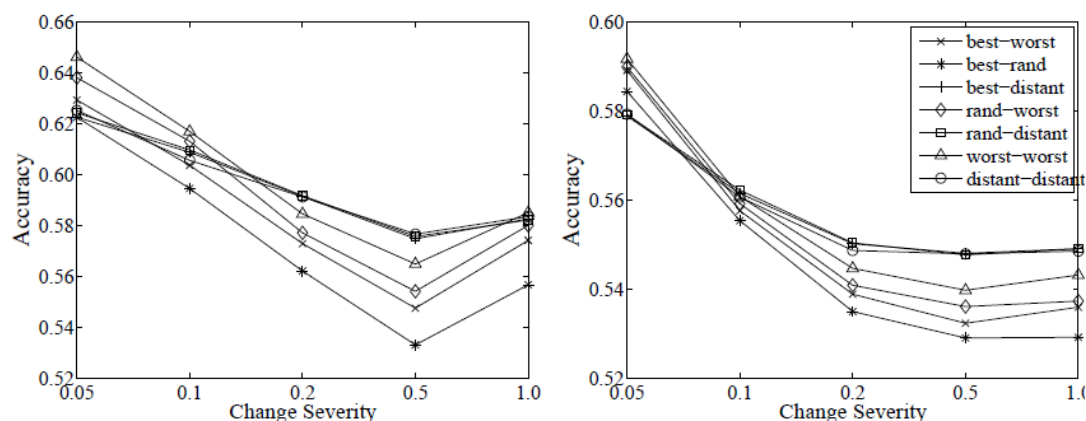 0.66
0.64
0.62
0.60
0.58
0.56
0.54
0.52
Accuracy
0.05
0.1
0.2
0.5
1.0
Change Severity
0.60
0.58
0.56
0.54
0.52
Accuracy
0.05
0.1
0.2
0.5
1.0
Change Severity
best−worst
best−rand
best−distant
rand−worst
rand−distant
worst−worst
distant−distant